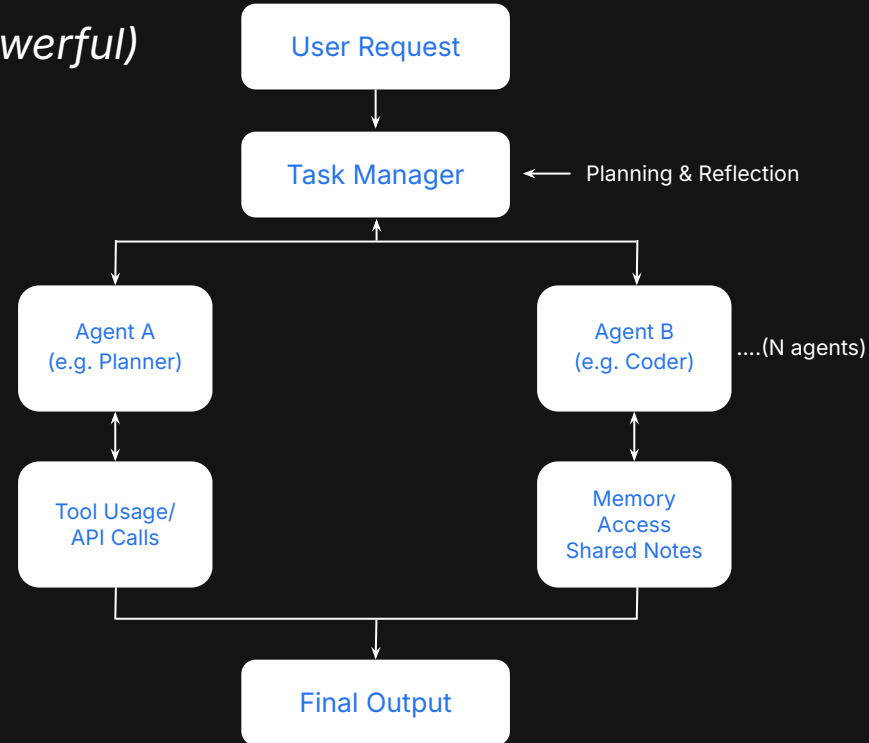 werful)
User Request
Task Manager
Planning & Reflection
Agent A
(e.g. Planner)
Agent B
(e.g. Coder)
....(N agents)
Tool Usage/
API Calls
Memory
Access
Shared Notes
Final Output